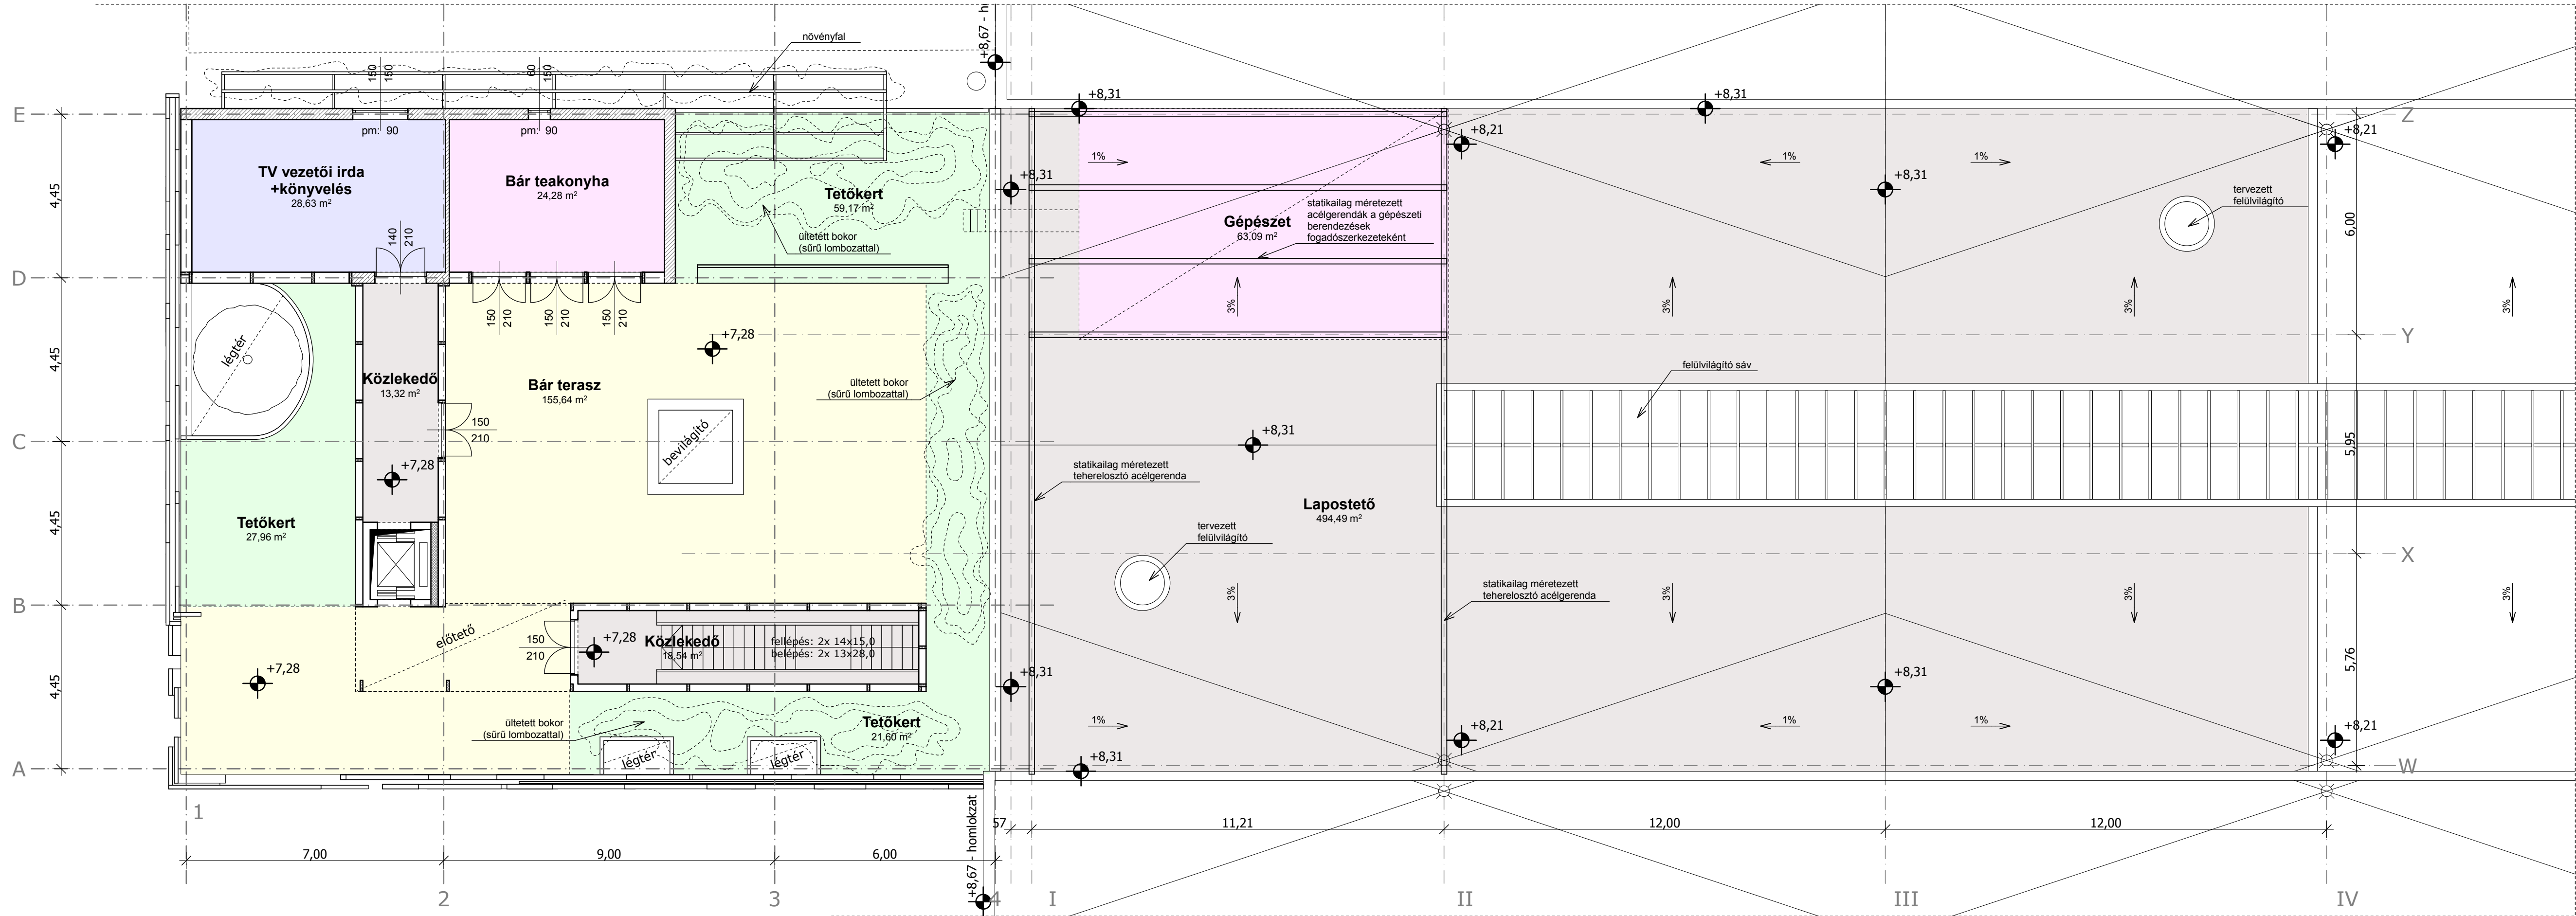 növényfal
+8,67 - h
150
150
60
150
E
pm: 90
pm: 90
+8,31
+8,31
Z
+8,21
+8,21
1%
1%
1%
TV vezetői irda
+könyvelés
28,63 m²
Bár teakonyha
24,28 m²
Tetőkert
59,17 m²
+8,31
+8,31
4,45
tervezett
felülvilágító
statikailag méretezett
acélgerendák a gépészeti
berendezések
fogadószerkezeteként
Gépészet
63,09 m²
6,00
140
210
ültetett bokor
(sűrű lombozattal)
D
3%
3%
3%
3%
150
210
150
210
150
210
+7,28
Y
légtér
4,45
felülvilágító sáv
Közlekedő
13,32 m²
Bár terasz
155,64 m²
ültetett bokor
(sűrű lombozattal)
150
210
bevilágító
+8,31
C
5,95
+7,28
statikailag méretezett
teherelosztó acélgerenda
Lapostető
494,49 m²
Tetőkert
27,96 m²
4,45
tervezett
felülvilágító
X
statikailag méretezett
teherelosztó acélgerenda
3%
3%
3%
3%
B
előtető
150
210
+7,28
Közlekedő
18,54 m²
fellépés: 2x 14x15,0
belépés: 2x 13x28,0
+7,28
4,45
+8,31
+8,31
5,76
ültetett bokor
(sűrű lombozattal)
Tetőkert
21,60 m²
1%
1%
1%
+8,21
+8,21
légtér
légtér
+8,31
A
W
1
+8,67 - homlokzat
57
11,21
12,00
12,00
7,00
9,00
6,00
2
3
4
I
II
III
IV